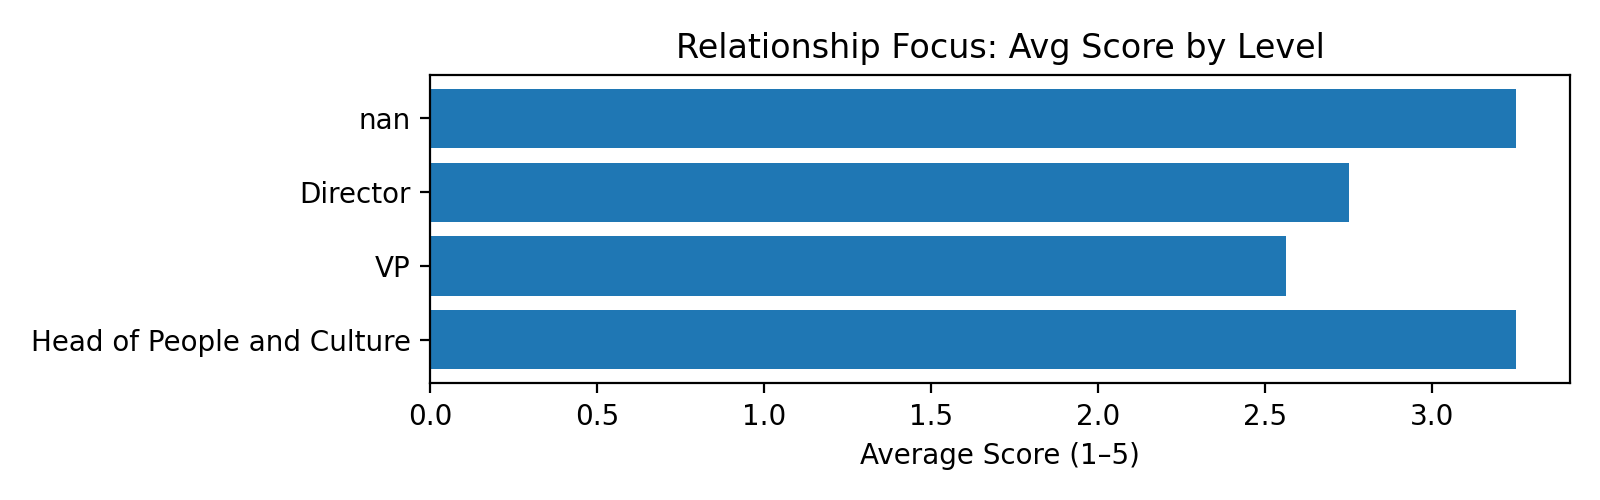 Relationship Focus: Avg Score by Level
nan
Director
VP
Head of People and Culture
0.0 0.5 1.0 1.5 2.0 2.5 3.0
Average Score (1–5)